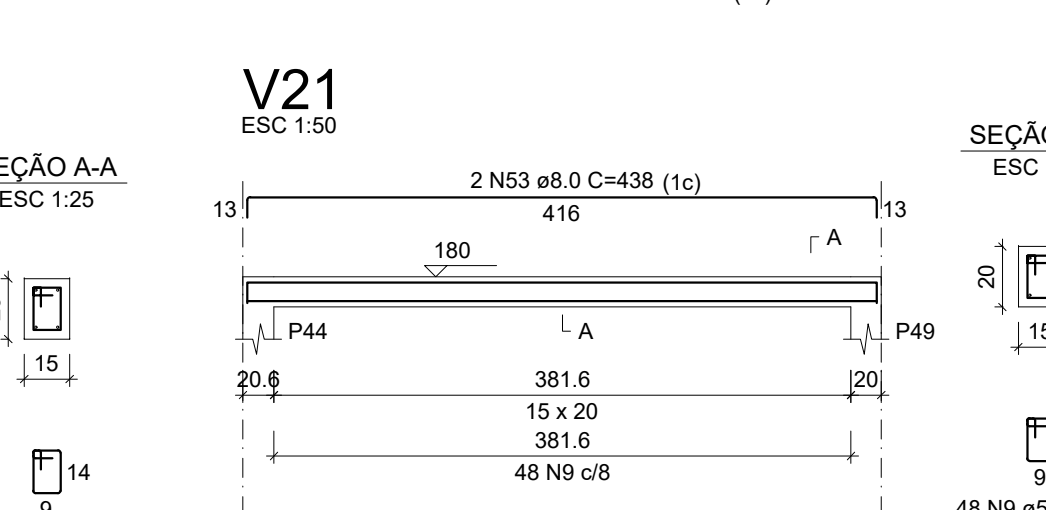 V21
ESC 1:50
EÇÃO A-A
ESC 1:25
2 N53 ø8.0 C=438 (1c)
13
416
13
A
180
P44
A
P49
20.6
381.6
20
15 x 20
381.6
48 N9 c/8
15
14
9
SEÇÃO
ESC
20
15
9
48 N9 ø5